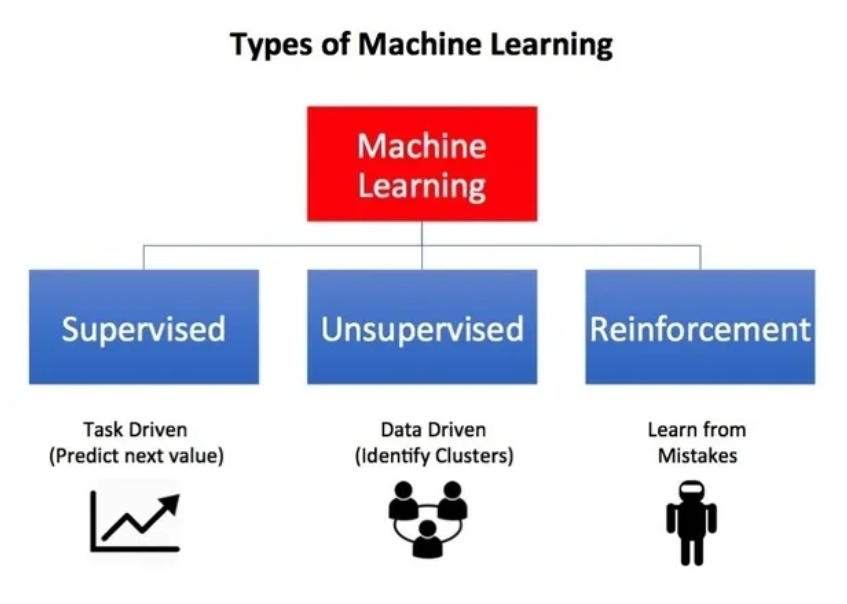 Types of Machine Learning
Machine
Learning
Supervised
Unsupervised
Reinforcement
Task Driven
(Predict next value)
Data Driven
(Identify Clusters)
Learn from
Mistakes